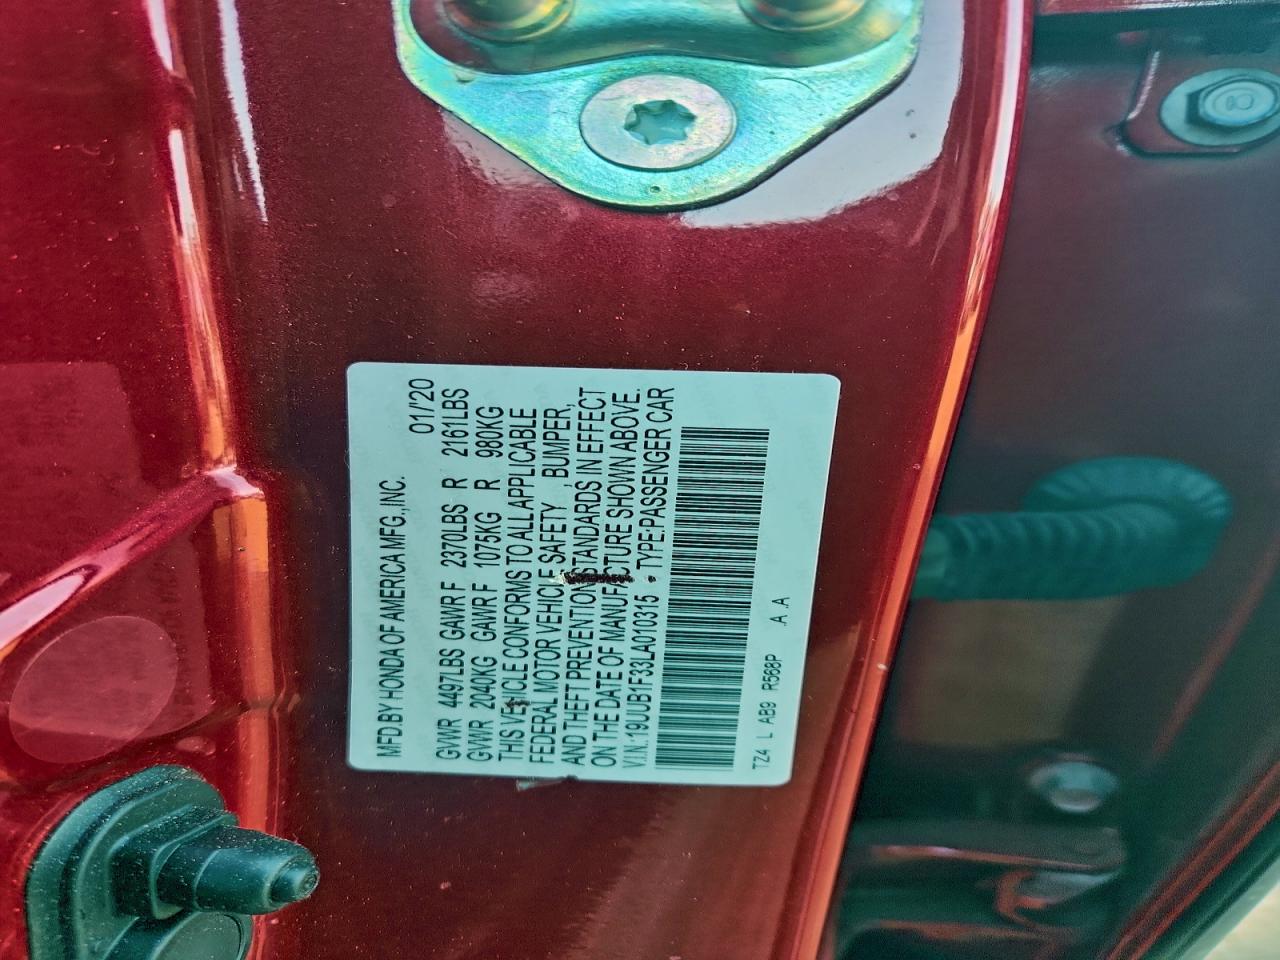 MFD.BY HONDA OF AMERICA MFG.,INC. 01/'20
GVWR 4497LBS GAWR F 2370LBS R 2161LBS
GVWR 2040KG GAWR F 1075KG R 980KG
THIS VEHICLE CONFORMS TO ALL APPLICABLE
FEDERAL MOTOR VEHICLE SAFETY , BUMPER,
AND THEFT PREVENTION STANDARDS IN EFFECT
ON THE DATE OF MANUFACTURE SHOWN ABOVE.
V.I.N.:19UUB1F33LA010315 • TYPE:PASSENGER CAR
TZ4 L AB9 R568P .A .A
8